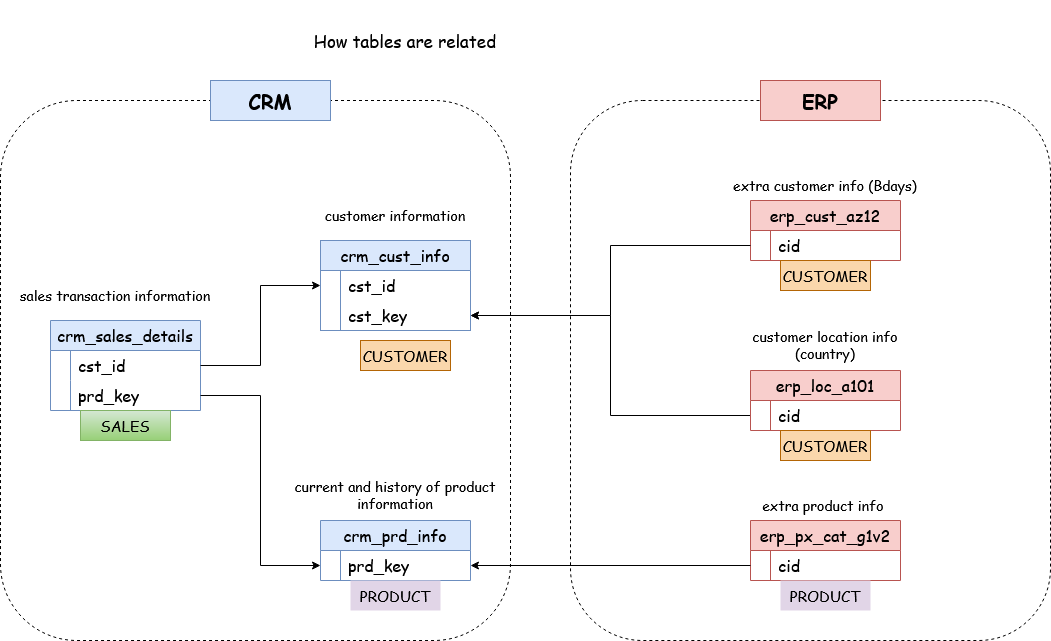 How tables are related
CRM
ERP
extra customer info (Bdays)
erp_cust_az12
cid
CUSTOMER
customer information
crm_cust_info
cst_id
cst_key
CUSTOMER
sales transaction information
crm_sales_details
cst_id
prd_key
SALES
customer location info
(country)
erp_loc_a101
cid
CUSTOMER
current and history of product
information
crm_prd_info
prd_key
PRODUCT
extra product info
erp_px_cat_g1v2
cid
PRODUCT